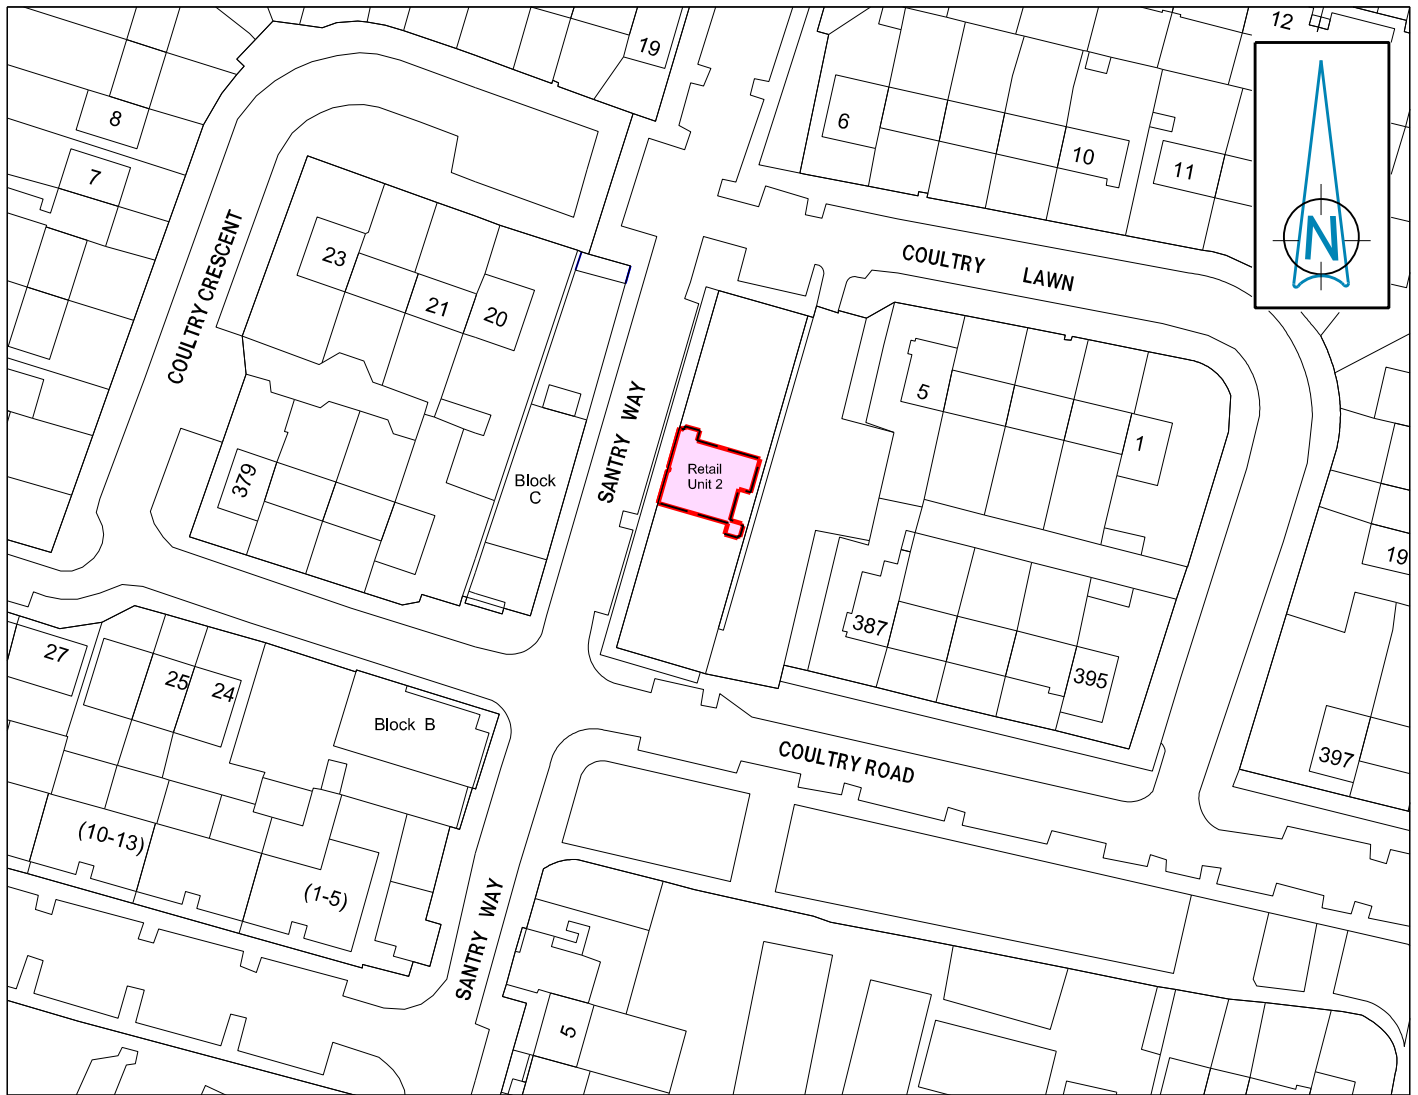 19
12
8
6
7
10
11
COULTRY CRESCENT
COULTRY LAWN
N
23
21
20
SANTRY WAY
5
1
379
Block
C
Retail
Unit 2
19
387
395
27
25
24
Block B
COULTRY ROAD
397
(10-13)
(1-5)
SANTRY WAY
5